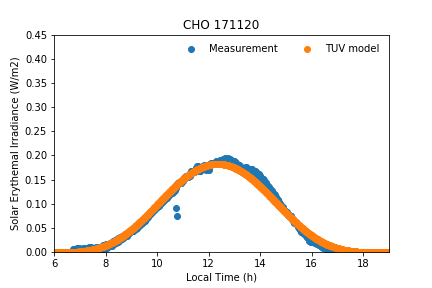 CHO 171120
Measurement TUV model
Solar Erythemal Irradiance (W/m2)
0.45
0.40
0.35
0.30
0.25
0.20
0.15
0.10
0.05
0.00
6 8 10 12 14 16 18
Local Time (h)